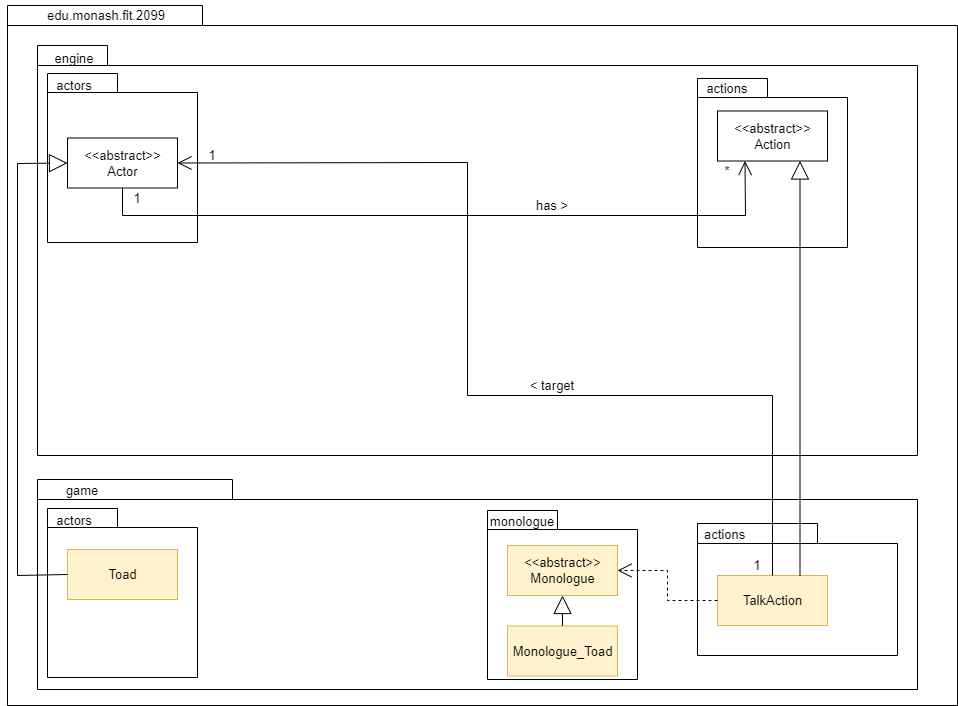 edu.monash.fit.2099
engine
actors
actions
<<abstract>>
Actor
<<abstract>>
Action
1
*
1
has >
< target
game
actors
monologue
actions
Toad
<<abstract>>
Monologue
1
TalkAction
Monologue_Toad